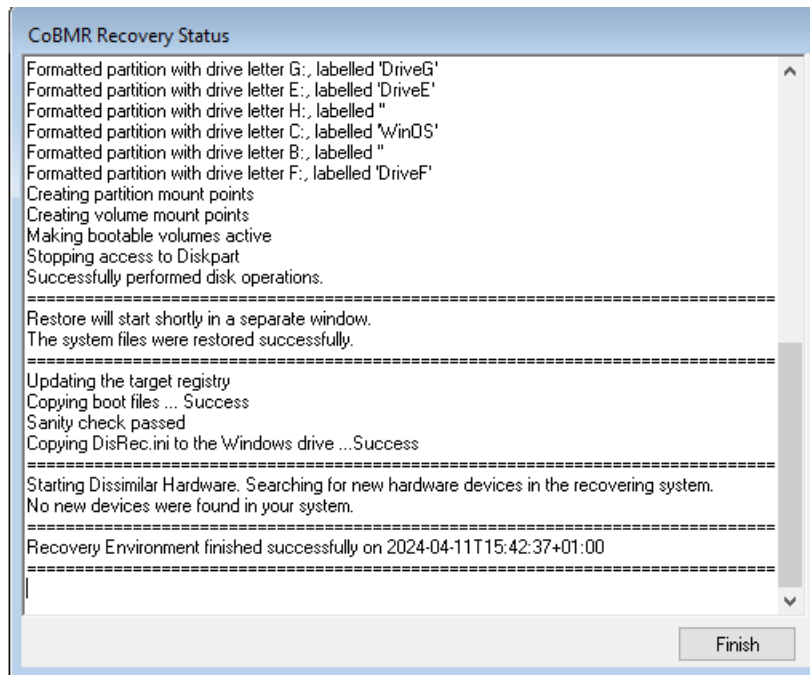 CoBMR Recovery Status
Formatted partition with drive letter G:, labelled 'DriveG'
Formatted partition with drive letter E:, labelled 'DriveE'
Formatted partition with drive letter H:, labelled ''
Formatted partition with drive letter C:, labelled 'WinOS'
Formatted partition with drive letter B:, labelled ''
Formatted partition with drive letter F:, labelled 'DriveF'
Creating partition mount points
Creating volume mount points
Making bootable volumes active
Stopping access to Diskpart
Successfully performed disk operations.
================================================================================
Restore will start shortly in a separate window.
The system files were restored successfully.
================================================================================
Updating the target registry
Copying boot files ... Success
Sanity check passed
Copying DisRec.ini to the Windows drive ...Success
================================================================================
Starting Dissimilar Hardware. Searching for new hardware devices in the recovering system.
No new devices were found in your system.
================================================================================
Recovery Environment finished successfully on 2024-04-11T15:42:37+01:00
================================================================================
Finish